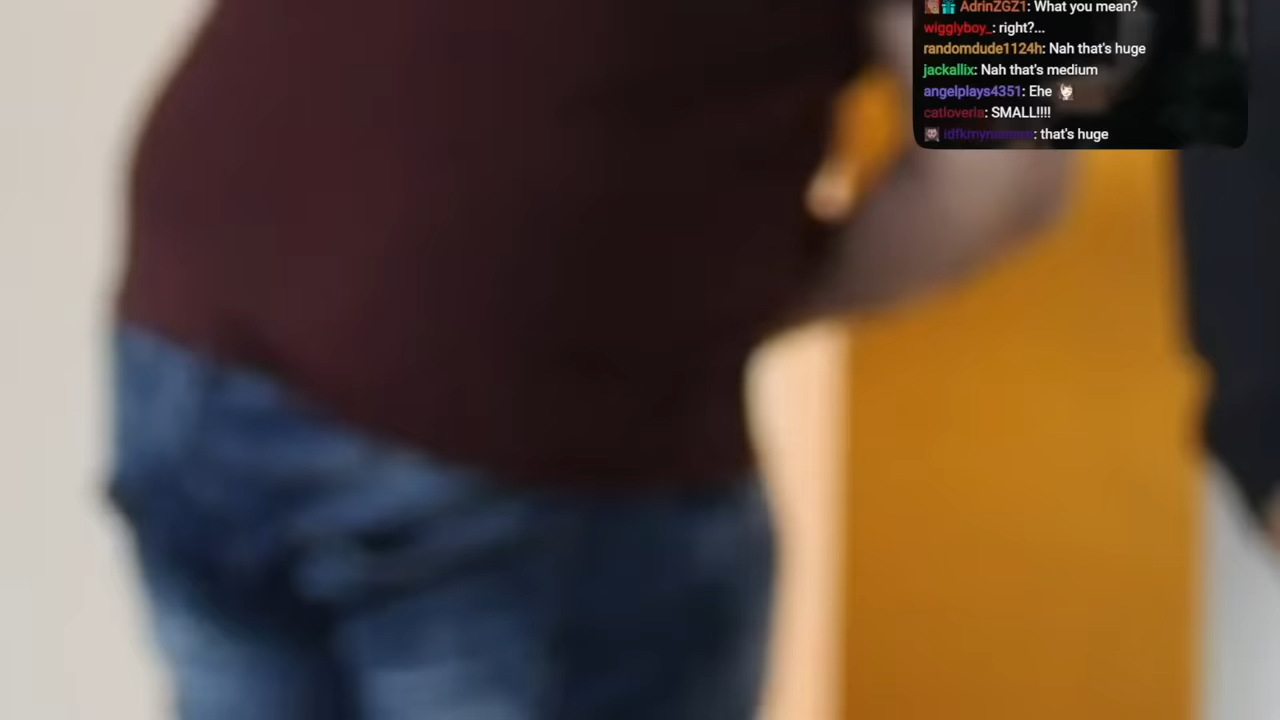 AdrinZGZ1: What you mean?
wigglyboy_: right?...
randomdude1124h: Nah that's huge
jackallix: Nah that's medium
angelplays4351: Ehe
catloverla: SMALL!!!!
: that's huge